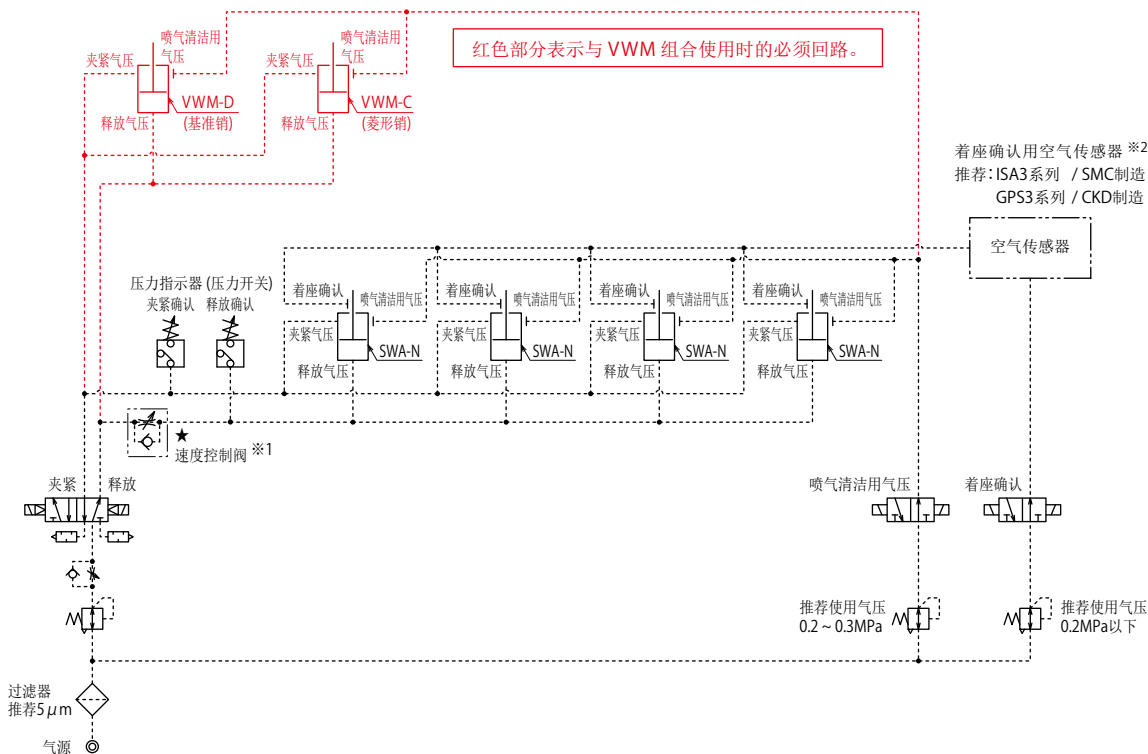 喷气清洁用
气压
夹紧气压
VWM-D
(基准销)
释放气压
喷气清洁用
气压
夹紧气压
VWM-C
(菱形销)
释放气压
红色部分表示与 VWM 组合使用时的必须回路。
着座确认用空气传感器 ※2
推荐：ISA3系列 / SMC制造
GPS3系列 / CKD制造
空气传感器
压力指示器 (压力开关)
夹紧确认 释放确认
着座确认
喷气清洁用气压
夹紧气压
SWA-N
释放气压
着座确认
喷气清洁用气压
夹紧气压
SWA-N
释放气压
着座确认
喷气清洁用气压
夹紧气压
SWA-N
释放气压
着座确认
喷气清洁用气压
夹紧气压
SWA-N
释放气压
★
速度控制阀 ※1
夹紧 释放
喷气清洁用气压
着座确认
推荐使用气压
0.2 ~ 0.3MPa
推荐使用气压
0.2MPa以下
过滤器
推荐5μm
气源